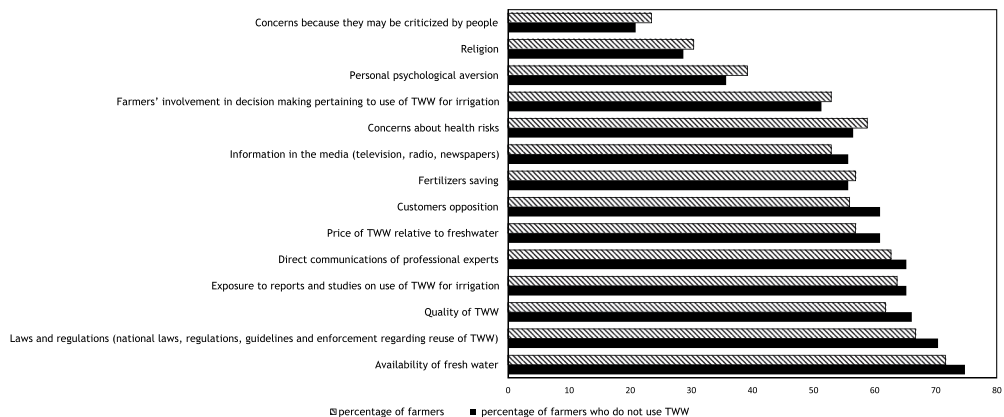 Concerns because they may be criticized by people
Religion
Personal psychological aversion
Farmers’ involvement in decision making pertaining to use of TWW for irrigation
Concerns about health risks
Information in the media (television, radio, newspapers)
Fertilizers saving
Customers opposition
Price of TWW relative to freshwater
Direct communications of professional experts
Exposure to reports and studies on use of TWW for irrigation
Quality of TWW
Laws and regulations (national laws, regulations, guidelines and enforcement regarding reuse of TWW)
Availability of fresh water
0 10 20 30 40 50 60 70 80
percentage of farmers percentage of farmers who do not use TWW